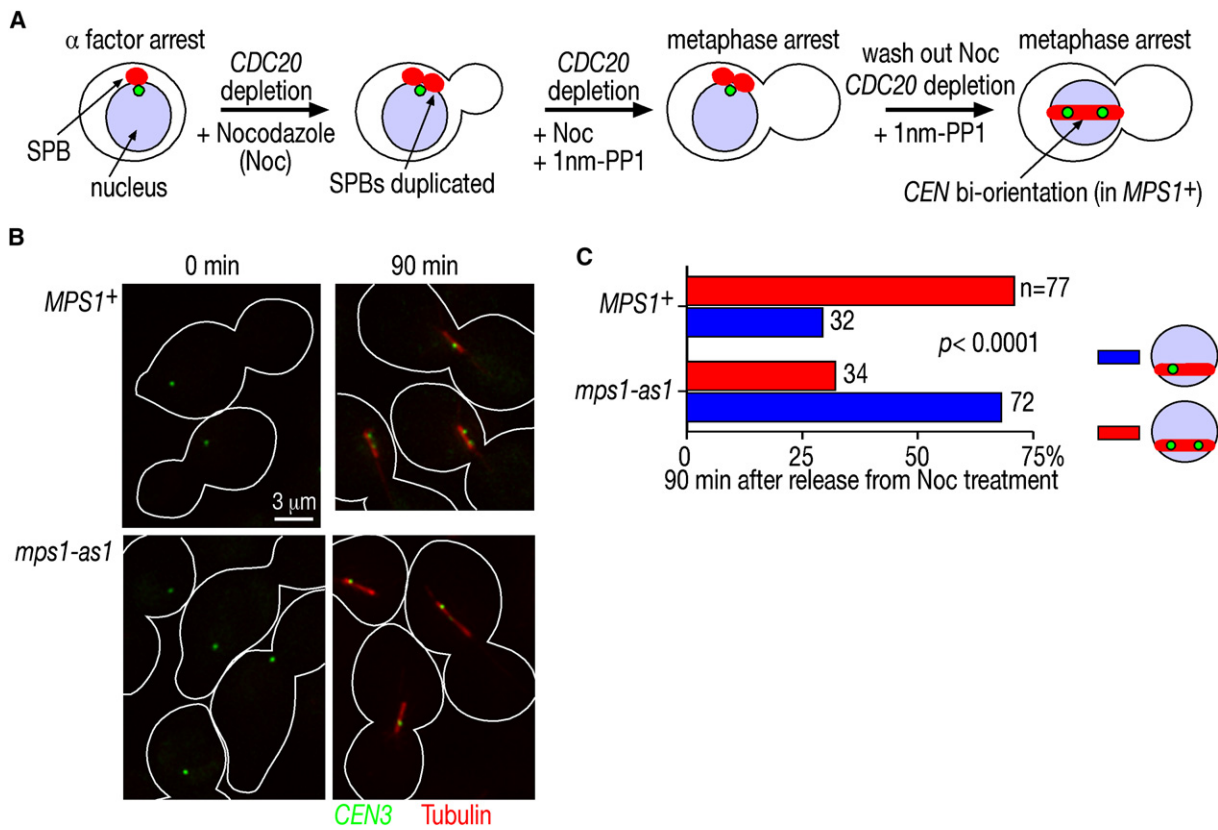 A
α factor arrest
SPB
nucleus
CDC20
depletion
+ Nocodazole
(Noc)
SPBs duplicated
CDC20
depletion
+ Noc
+ 1nm-PP1
metaphase arrest
wash out Noc
CDC20 depletion
+ 1nm-PP1
metaphase arrest
CEN bi-orientation (in MPS1+)
B
0 min
90 min
MPS1+
3 μm
mps1-as1
CEN3
Tubulin
C
MPS1+
n=77
32
p< 0.0001
mps1-as1
34
72
0
25
50
75%
90 min after release from Noc treatment